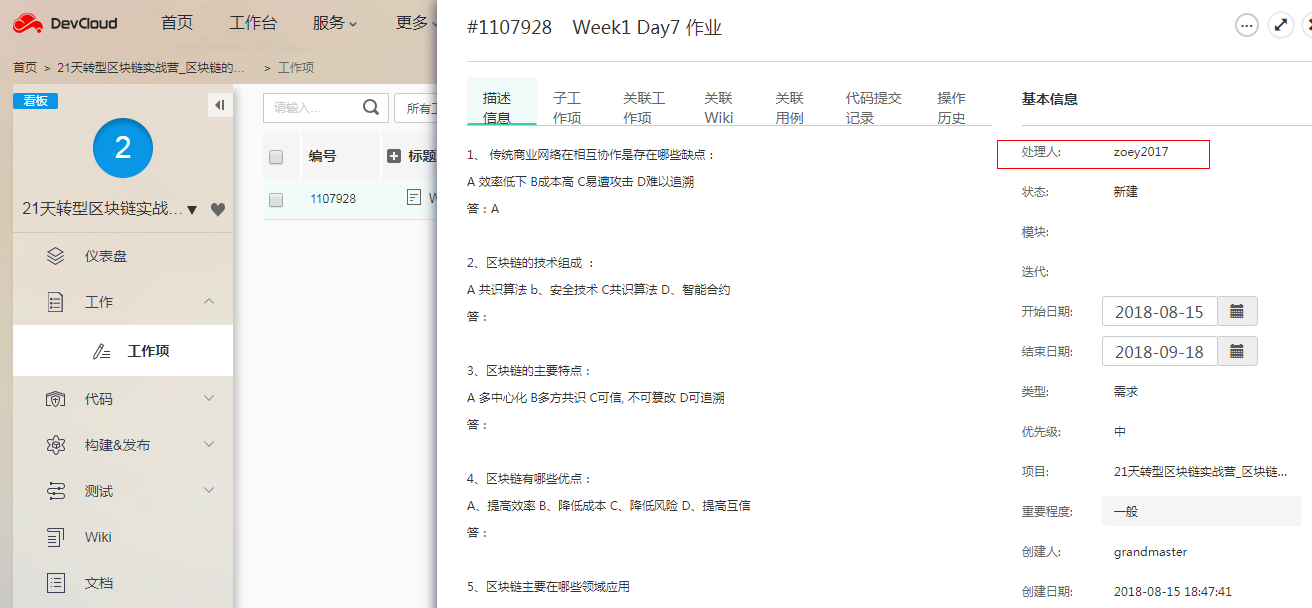 DevCloud 首页 工作台 服务 更多
首页 > 21天转型区块链实战营_区块链的... > 工作项
看板
2
21天转型区块链实战...
仪表盘
工作
工作项
代码
构建&发布
测试
Wiki
文档
请输入... 所有工
编号 标题
1107928 W
#1107928 Week1 Day7 作业
描述信息
子工作项
关联工作项
关联Wiki
关联用例
代码提交记录
操作历史
1、 传统商业网络在相互协作是存在哪些缺点：
A 效率低下 B成本高 C易遭攻击 D难以追溯
答：A
2、区块链的技术组成 ：
A 共识算法 b、安全技术 C共识算法 D、智能合约
答：
3、区块链的主要特点：
A 多中心化 B多方共识 C可信, 不可篡改 D可追溯
答：
4、区块链有哪些优点：
A、提高效率 B、降低成本 C、降低风险 D、提高互信
答：
5、区块链主要在哪些领域应用
基本信息
处理人: zoey2017
状态: 新建
模块:
迭代:
开始日期: 2018-08-15
结束日期: 2018-09-18
类型: 需求
优先级: 中
项目: 21天转型区块链实战营_区块链...
重要程度: 一般
创建人: grandmaster
创建日期: 2018-08-15 18:47:41